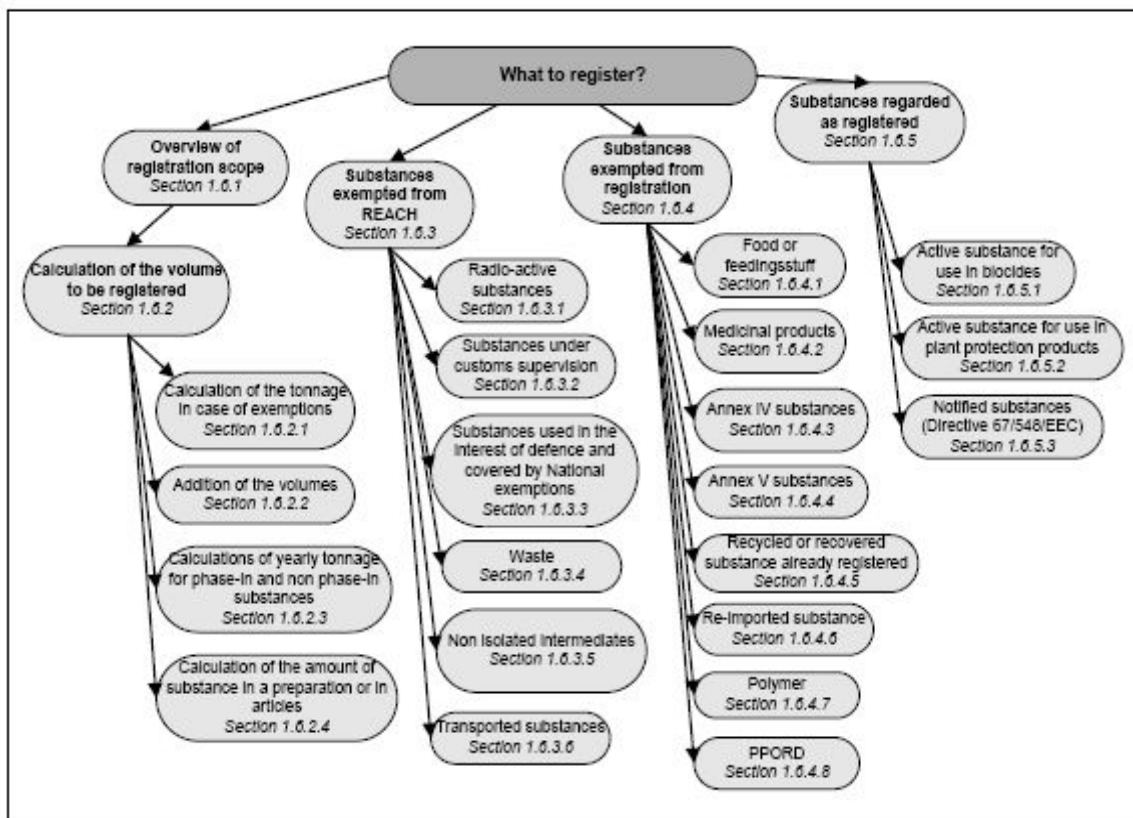 What to register?
Overview of
registration scope
Section 1.6.1
Calculation of the volume
to be registered
Section 1.6.2
Calculation of the tonnage
in case of exemptions
Section 1.6.2.1
Addition of the volumes
Section 1.6.2.2
Calculations of yearly tonnage
for phase-in and non phase-in
substances
Section 1.6.2.3
Calculation of the amount of
substance in a preparation or in
articles
Section 1.6.2.4
Substances
exempted from
REACH
Section 1.6.3
Radio-active
substances
Section 1.6.3.1
Substances under
customs supervision
Section 1.6.3.2
Substances used in the
interest of defence and
covered by National
exemptions
Section 1.6.3.3
Waste
Section 1.6.3.4
Non isolated intermediates
Section 1.6.3.5
Transported substances
Section 1.6.3.6
Substances
exempted from
registration
Section 1.6.4
Food or
feedingsstuff
Section 1.6.4.1
Medicinal products
Section 1.6.4.2
Annex IV substances
Section 1.6.4.3
Annex V substances
Section 1.6.4.4
Recycled or recovered
substance already registered
Section 1.6.4.5
Re-imported substance
Section 1.6.4.6
Polymer
Section 1.6.4.7
PPORD
Section 1.6.4.8
Substances regarded
as registered
Section 1.6.5
Active substance for
use in biocides
Section 1.6.5.1
Active substance for use in
plant protection products
Section 1.6.5.2
Notified substances
(Directive 67/548/EEC)
Section 1.6.5.3